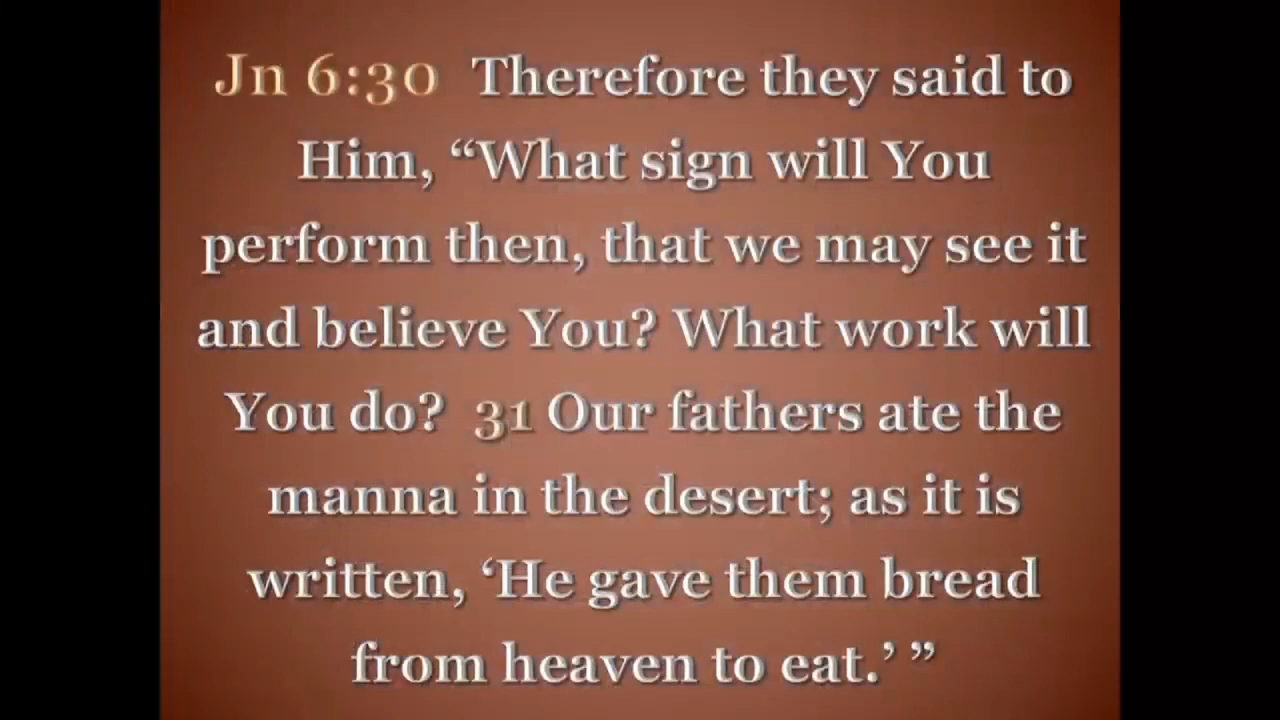 Jn 6:30 Therefore they said to
Him, “What sign will You
perform then, that we may see it
and believe You? What work will
You do? 31 Our fathers ate the
manna in the desert; as it is
written, ‘He gave them bread
from heaven to eat.’ ”